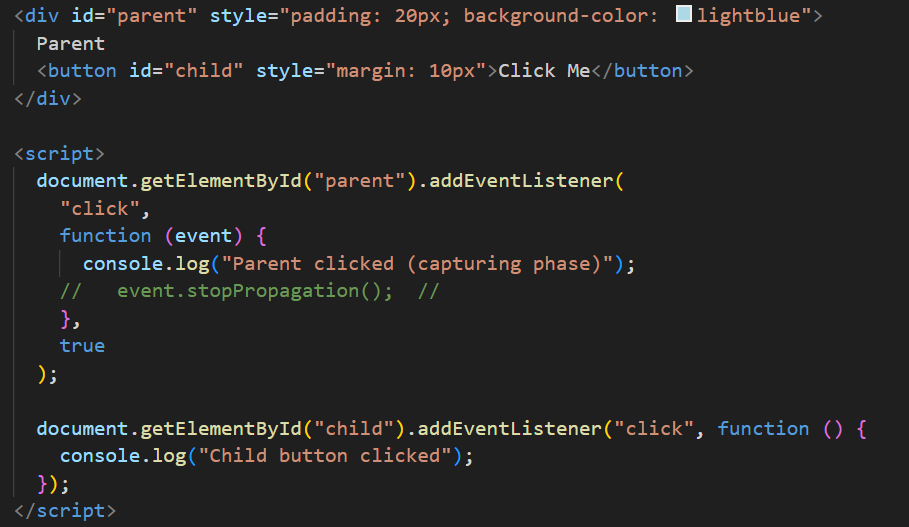 <div id="parent" style="padding: 20px; background-color: lightblue">
  Parent
  <button id="child" style="margin: 10px">Click Me</button>
</div>

<script>
  document.getElementById("parent").addEventListener(
    "click",
    function (event) {
      console.log("Parent clicked (capturing phase)");
    //   event.stopPropagation();  //
    },
    true
  );

  document.getElementById("child").addEventListener("click", function () {
    console.log("Child button clicked");
  });
</script>